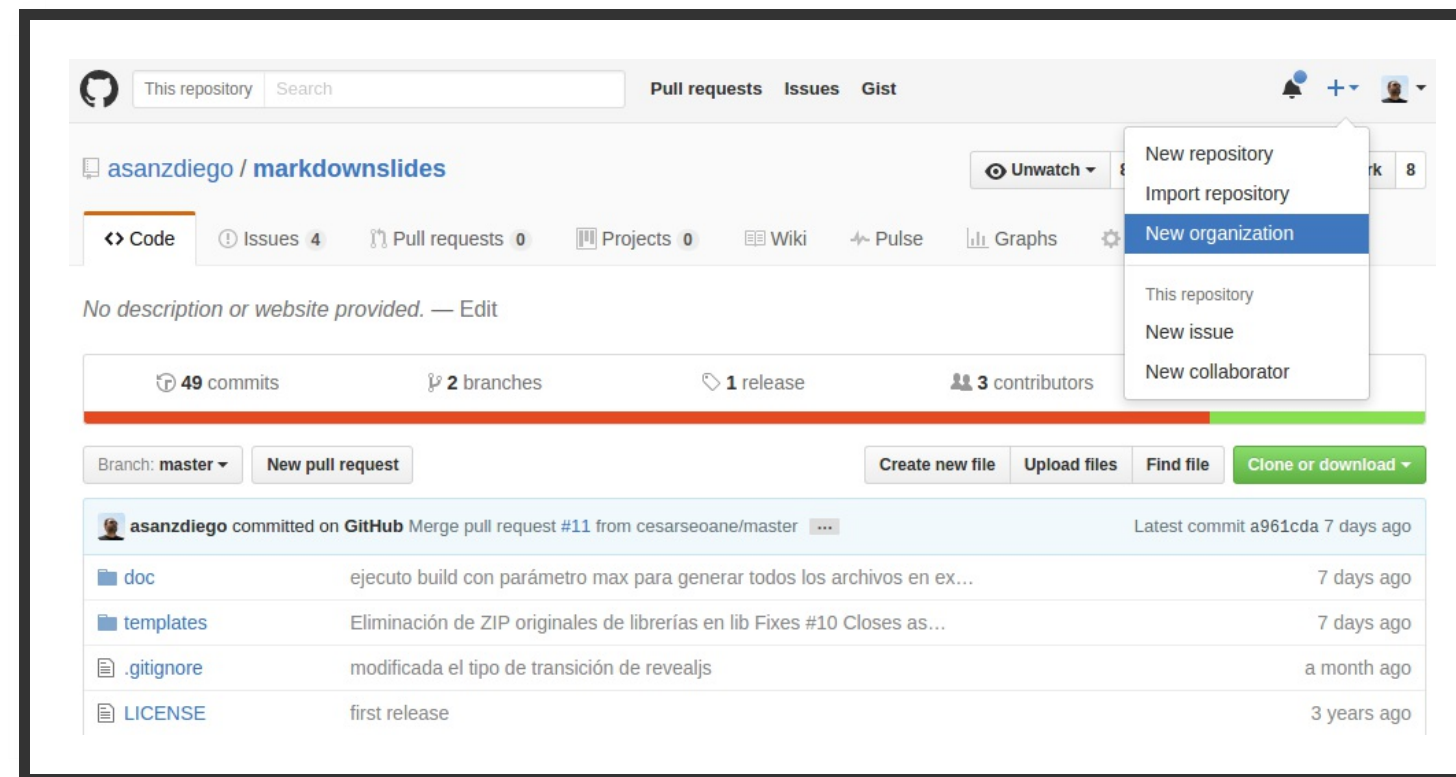 This repository Search Pull requests Issues Gist
asanzdiego / markdownslides Unwatch 8 rk 8
New repository
Import repository
New organization
This repository
New issue
New collaborator
Code Issues 4 Pull requests 0 Projects 0 Wiki Pulse Graphs
No description or website provided. — Edit
49 commits 2 branches 1 release 3 contributors
Branch: master New pull request Create new file Upload files Find file Clone or download
asanzdiego committed on GitHub Merge pull request #11 from cesarseoane/master ... Latest commit a961cda 7 days ago
doc ejecuto build con parámetro max para generar todos los archivos en ex… 7 days ago
templates Eliminación de ZIP originales de librerías en lib Fixes #10 Closes as… 7 days ago
.gitignore modificada el tipo de transición de revealjs a month ago
LICENSE first release 3 years ago